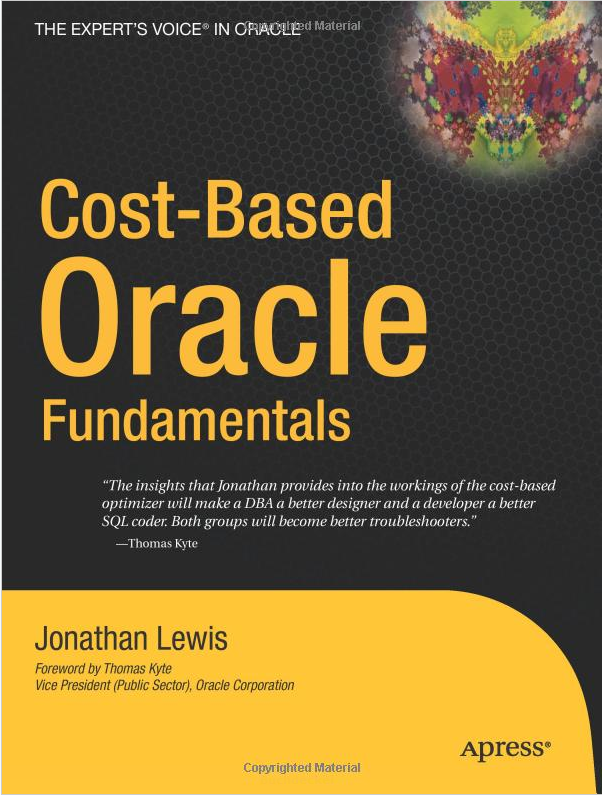 THE EXPERT'S VOICE® IN ORACLE
Copyrighted Material
Cost-Based
Oracle
Fundamentals
“The insights that Jonathan provides into the workings of the cost-based
optimizer will make a DBA a better designer and a developer a better
SQL coder. Both groups will become better troubleshooters.”
—Thomas Kyte
Jonathan Lewis
Foreword by Thomas Kyte
Vice President (Public Sector), Oracle Corporation
Apress®
Copyrighted Material